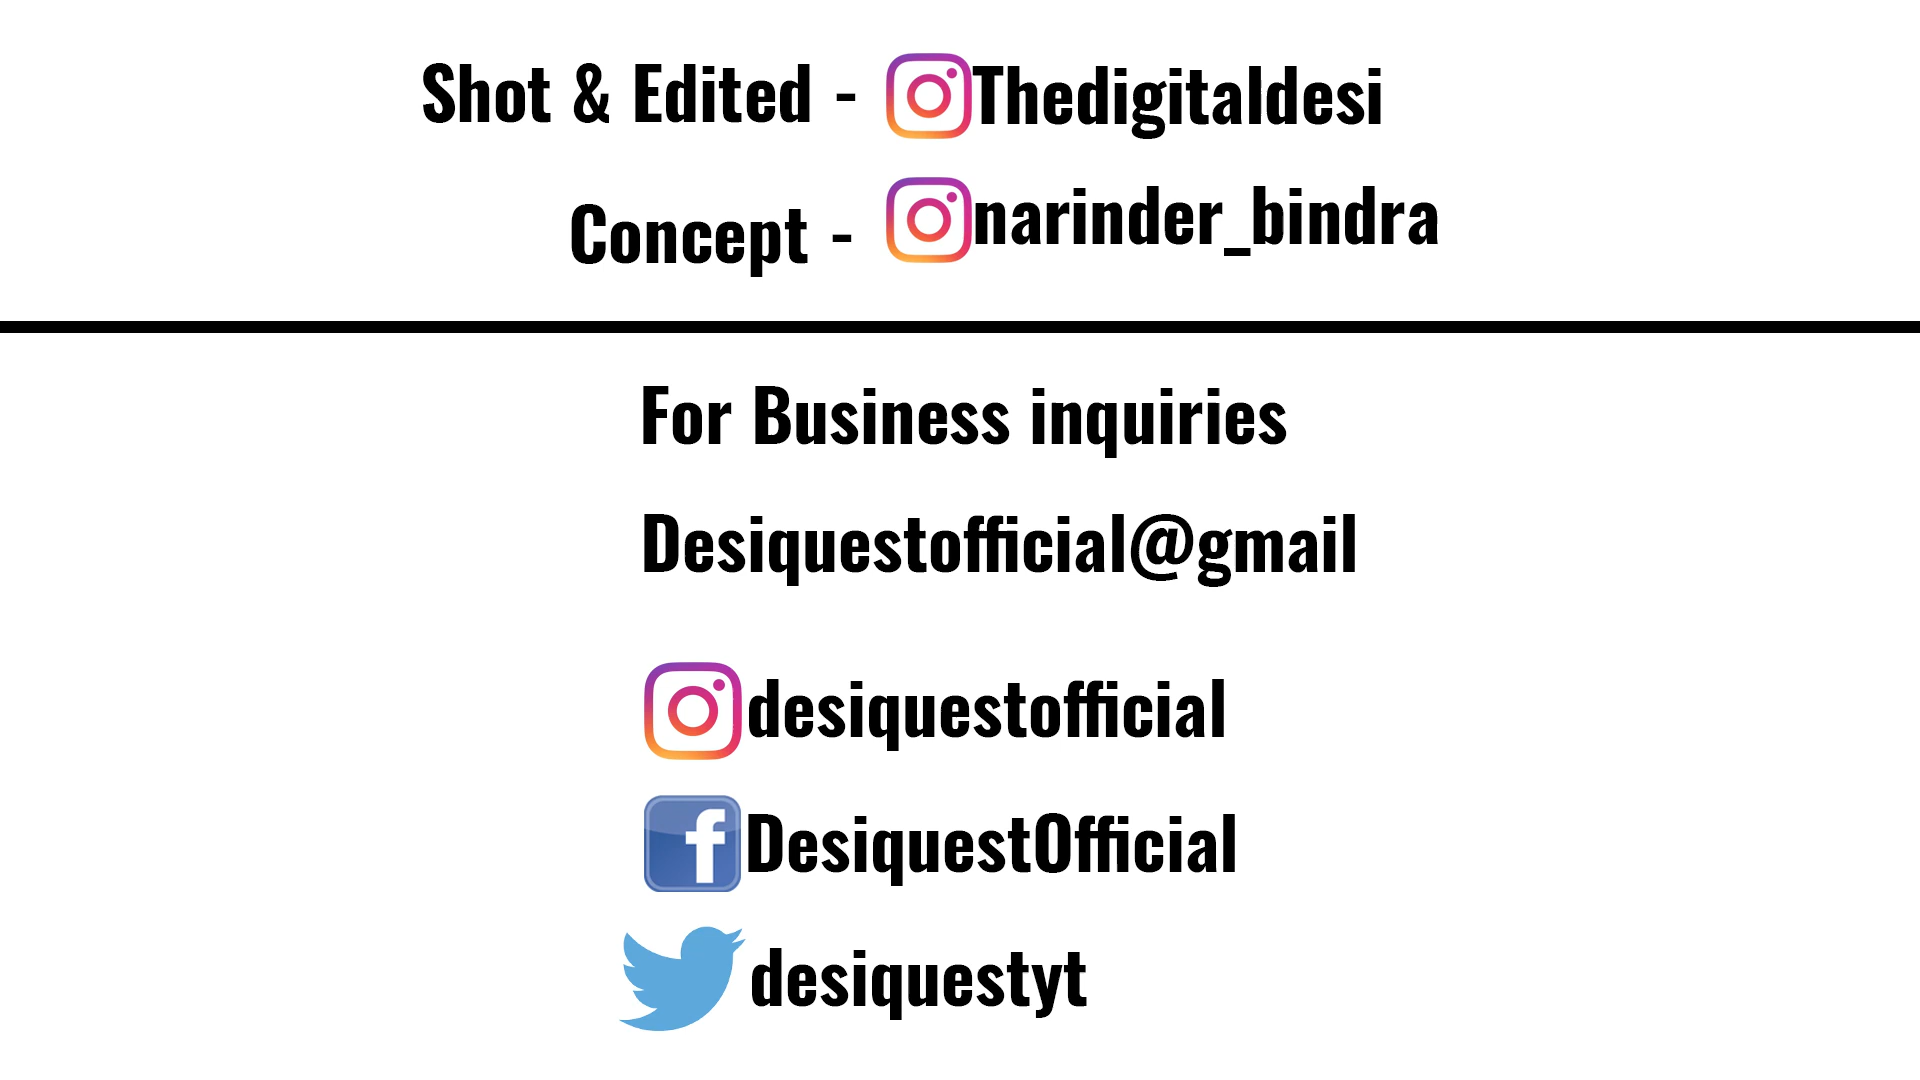 Shot & Edited - Thedigitaldesi
Concept - narinder_bindra
For Business inquiries
Desiquestofficial@gmail
desiquestofficial
DesiquestOfficial
desiquestyt